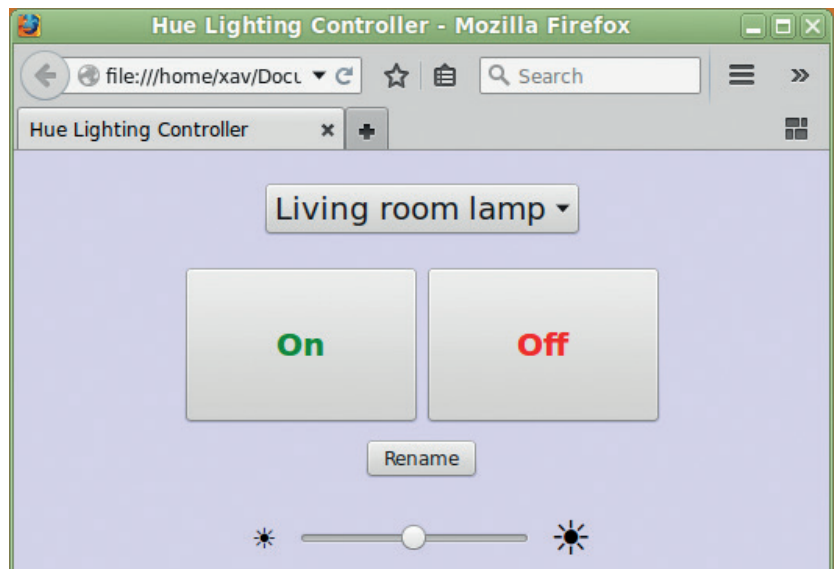 Hue Lighting Controller - Mozilla Firefox
file:///home/xav/Docu
Search
Hue Lighting Controller
Living room lamp
On Off
Rename